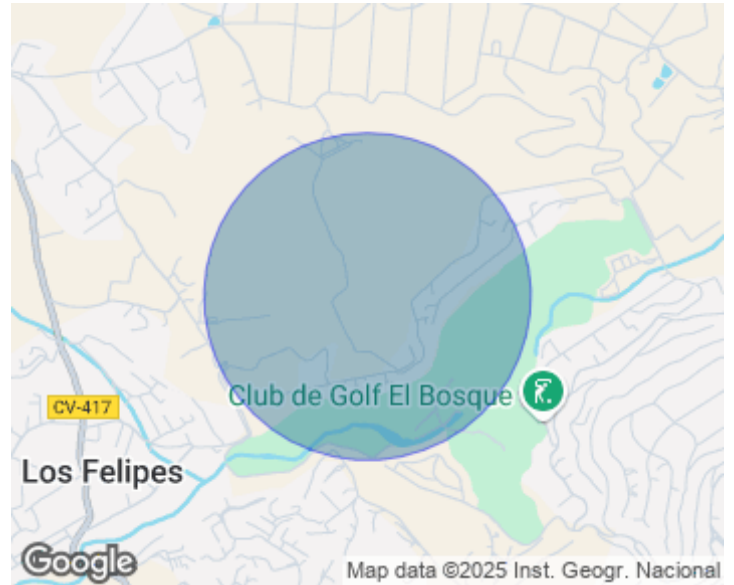 Club de Golf El Bosque
CV-417
Los Felipes
Google
Map data ©2025 Inst. Geogr. Nacional